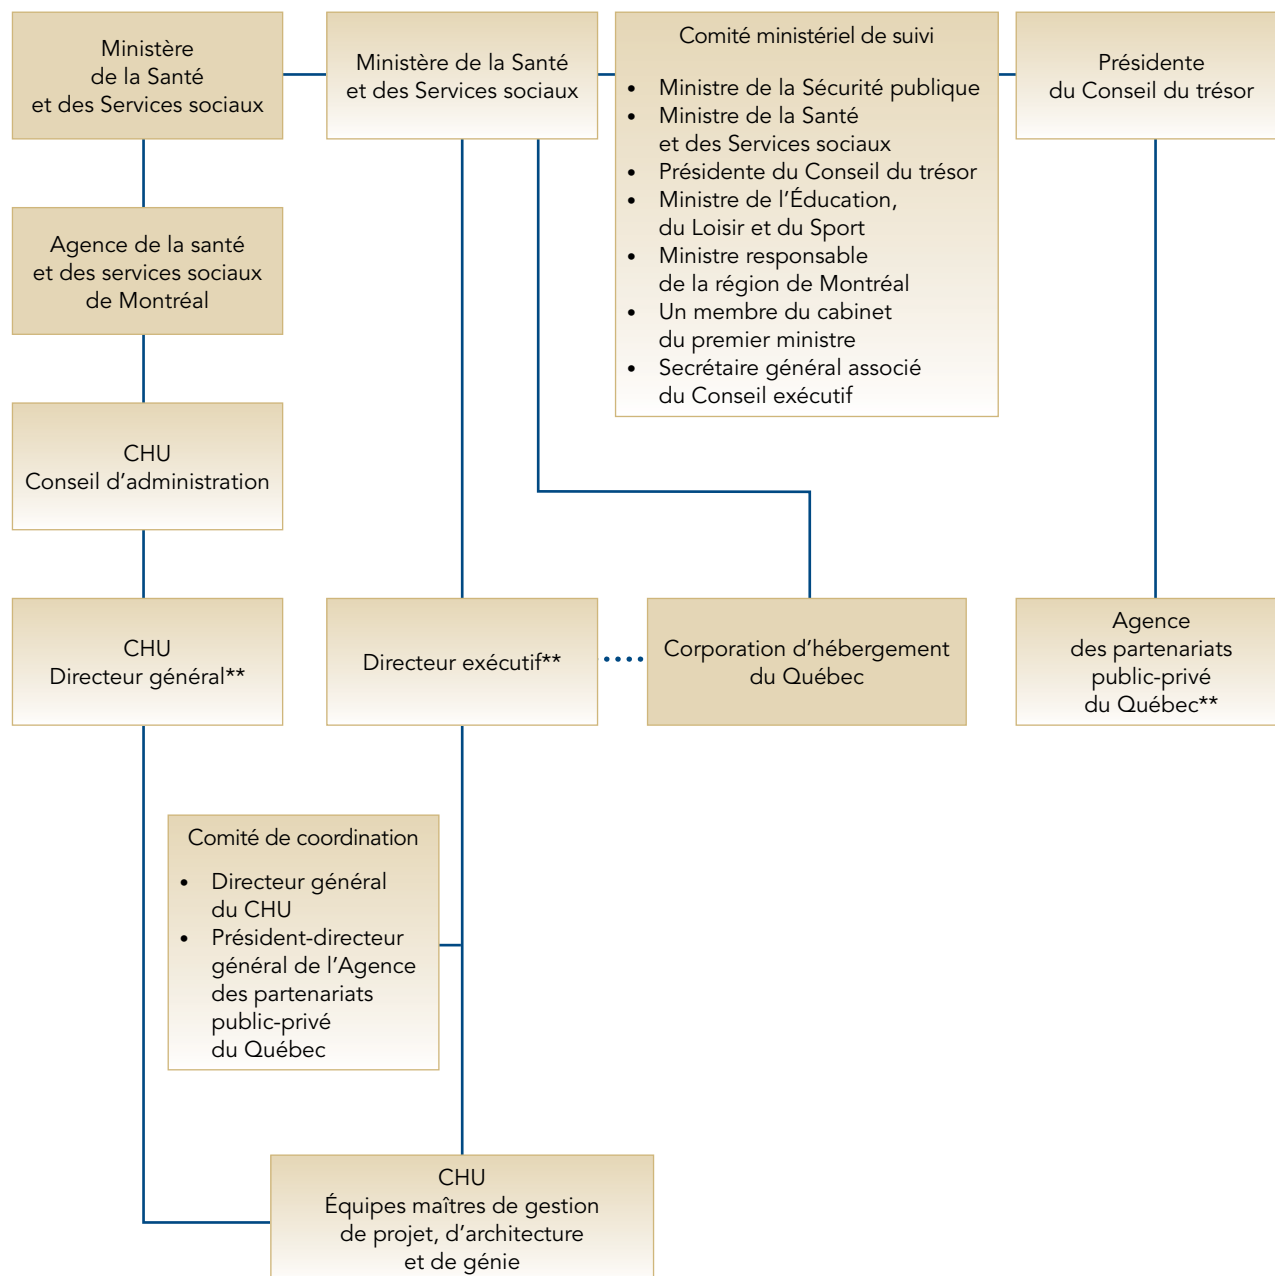 Ministère
de la Santé
et des Services sociaux
Ministère de la Santé
et des Services sociaux
Comité ministériel de suivi
• Ministre de la Sécurité publique
• Ministre de la Santé
et des Services sociaux
• Présidente du Conseil du trésor
• Ministre de l'Éducation,
du Loisir et du Sport
• Ministre responsable
de la région de Montréal
• Un membre du cabinet
du premier ministre
• Secrétaire général associé
du Conseil exécutif
Présidente
du Conseil du trésor
Agence de la santé
et des services sociaux
de Montréal
CHU
Conseil d'administration
CHU
Directeur général**
Directeur exécutif**
Corporation d'hébergement
du Québec
Agence
des partenariats
public-privé
du Québec**
Comité de coordination
• Directeur général
du CHU
• Président-directeur
général de l'Agence
des partenariats
public-privé
du Québec
CHU
Équipes maîtres de gestion
de projet, d'architecture
et de génie